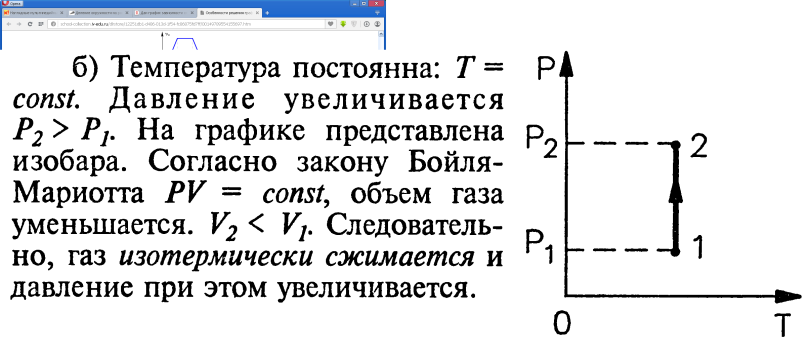 Opera
б) Температура постоянна: T =
const. Давление увеличивается
P₂ > P₁. На графике представлена
изобара. Согласно закону Бойля-
Мариотта PV = const, объем газа
уменьшается. V₂ < V₁. Следователь-
но, газ изотермически сжимается и
давление при этом увеличивается.
P
P₂
2
P₁
1
0
T